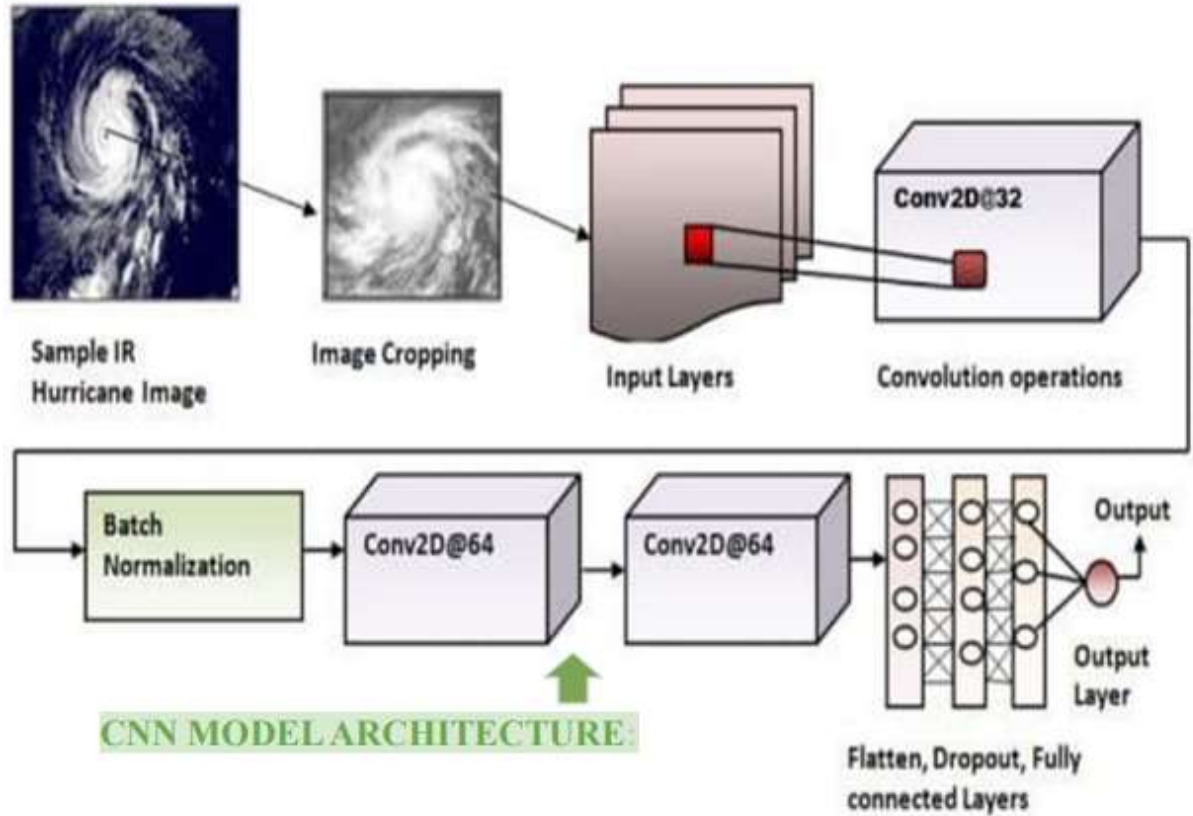 Sample IR
Hurricane Image
Image Cropping
Input Layers
Conv2D@32
Convolution operations
Batch
Normalization
Conv2D@64
Conv2D@64
Output
Output
Layer
Flatten, Dropout, Fully
connected Layers
CNN MODEL ARCHITECTURE: